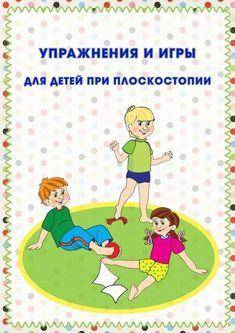 УПРАЖНЕНИЯ И ИГРЫ
ДЛЯ ДЕТЕЙ ПРИ ПЛОСКОСТОПИИ